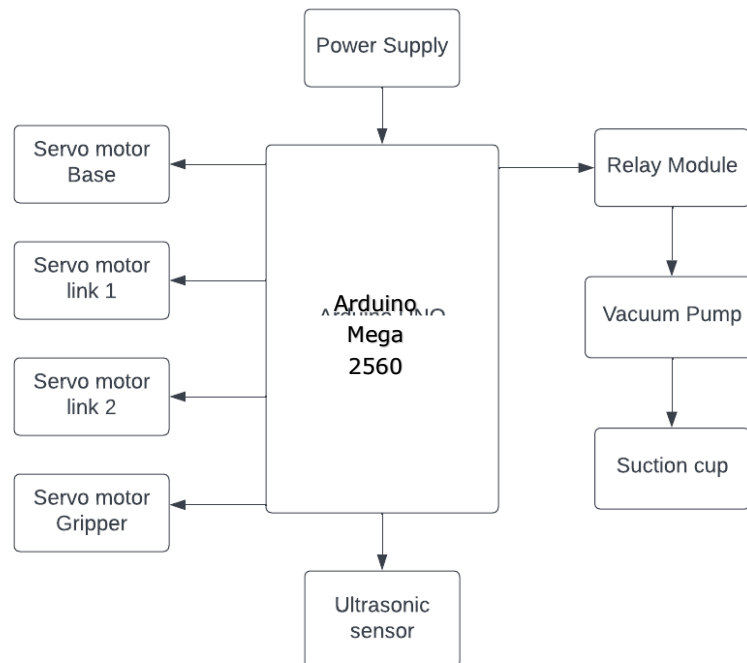 Power Supply
Servo motor
Base
Relay Module
Servo motor
link 1
Arduino
Mega
2560
Vacuum Pump
Servo motor
link 2
Suction cup
Servo motor
Gripper
Ultrasonic
sensor